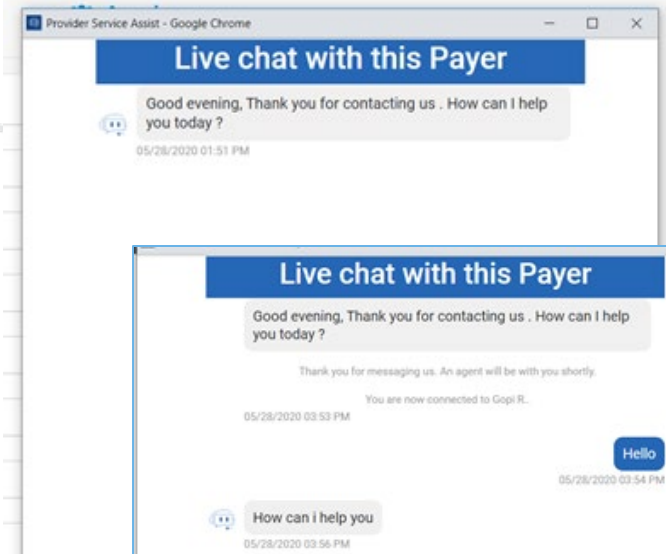 Provider Service Assist - Google Chrome
Live chat with this Payer
Good evening, Thank you for contacting us . How can I help
you today ?
05/28/2020 01:51 PM
Live chat with this Payer
Good evening, Thank you for contacting us . How can I help
you today ?
Thank you for messaging us. An agent will be with you shortly.
You are now connected to Gopi R.
05/28/2020 03:53 PM
Hello
05/28/2020 03:54 PM
How can i help you
05/28/2020 03:56 PM